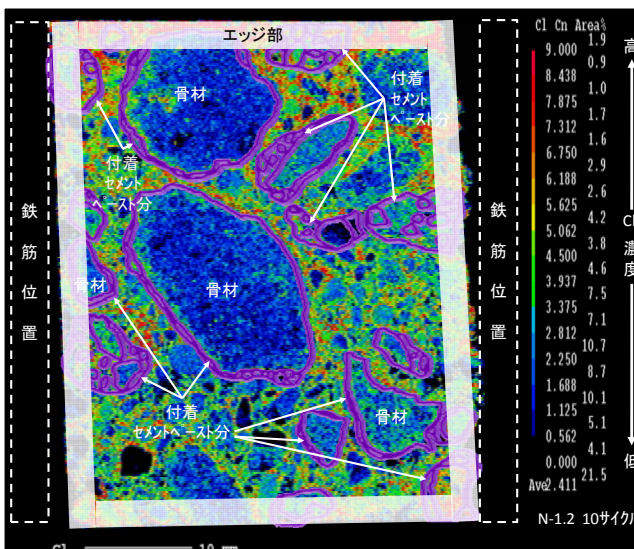 エッジ部
骨材
付着
セメント
ペースト分
付着
セメント
ペースト分
骨材
骨材
骨材
付着
セメントペースト分
鉄筋位置
鉄筋位置
Cl Cn Area%
9.000 1.9
8.438 0.9
7.875 1.0
7.312 1.7
6.750 1.6
6.188 2.9
5.625 2.6
5.062 4.2
4.500 3.8
3.937 4.6
3.375 7.5
2.812 7.1
2.250 10.7
1.688 8.7
1.125 10.1
0.562 5.1
0.000 4.1
Ave2.411 21.5
高
濃
度
低
N-1.2 10サイクル
10 mm